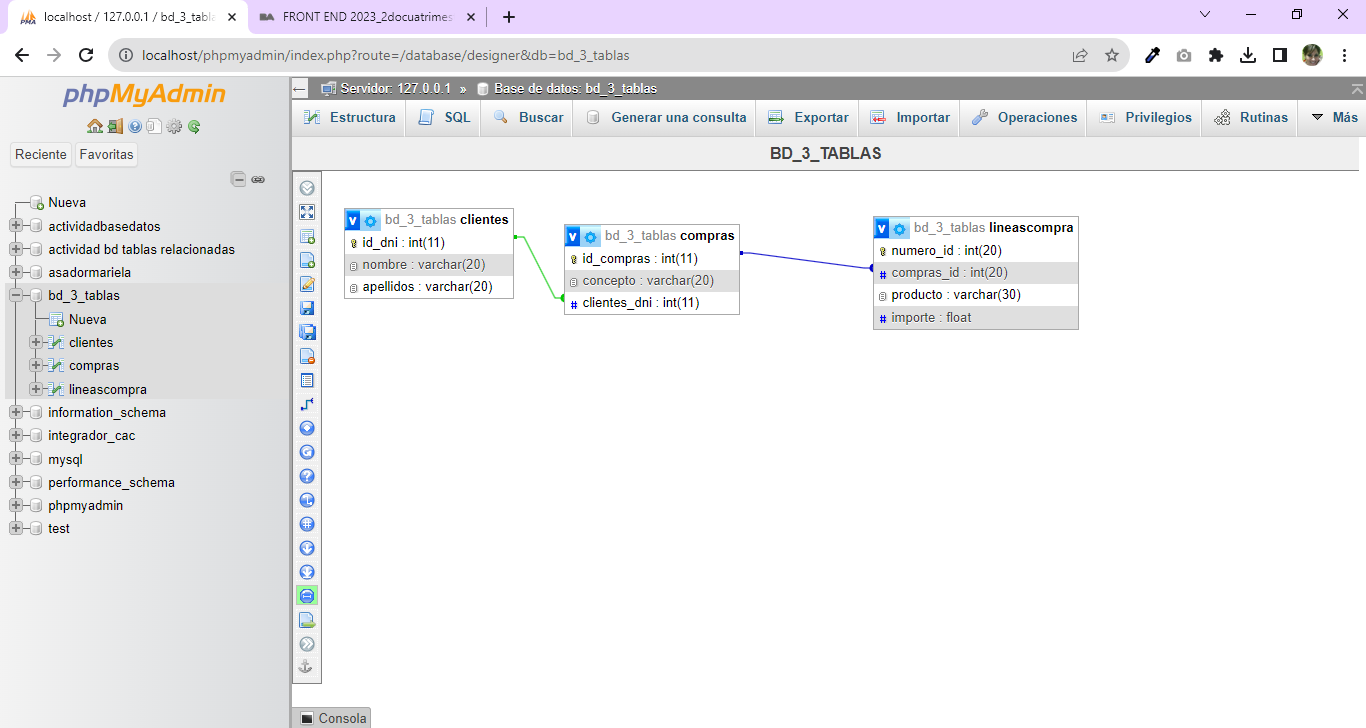 localhost / 127.0.0.1 / bd_3_tabla
FRONT END 2023_2docuatrimes
localhost/phpmyadmin/index.php?route=/database/designer&db=bd_3_tablas
phpMyAdmin
Reciente
Favoritas
Nueva
actividadbasedatos
actividad bd tablas relacionadas
asadormariela
bd_3_tablas
Nueva
clientes
compras
lineascompra
information_schema
integrador_cac
mysql
performance_schema
phpmyadmin
test
Servidor: 127.0.0.1 » Base de datos: bd_3_tablas
Estructura
SQL
Buscar
Generar una consulta
Exportar
Importar
Operaciones
Privilegios
Rutinas
Más
BD_3_TABLAS
bd_3_tablas clientes
id_dni : int(11)
nombre : varchar(20)
apellidos : varchar(20)
bd_3_tablas compras
id_compras : int(11)
concepto : varchar(20)
clientes_dni : int(11)
bd_3_tablas lineascompra
numero_id : int(20)
compras_id : int(20)
producto : varchar(30)
importe : float
Consola